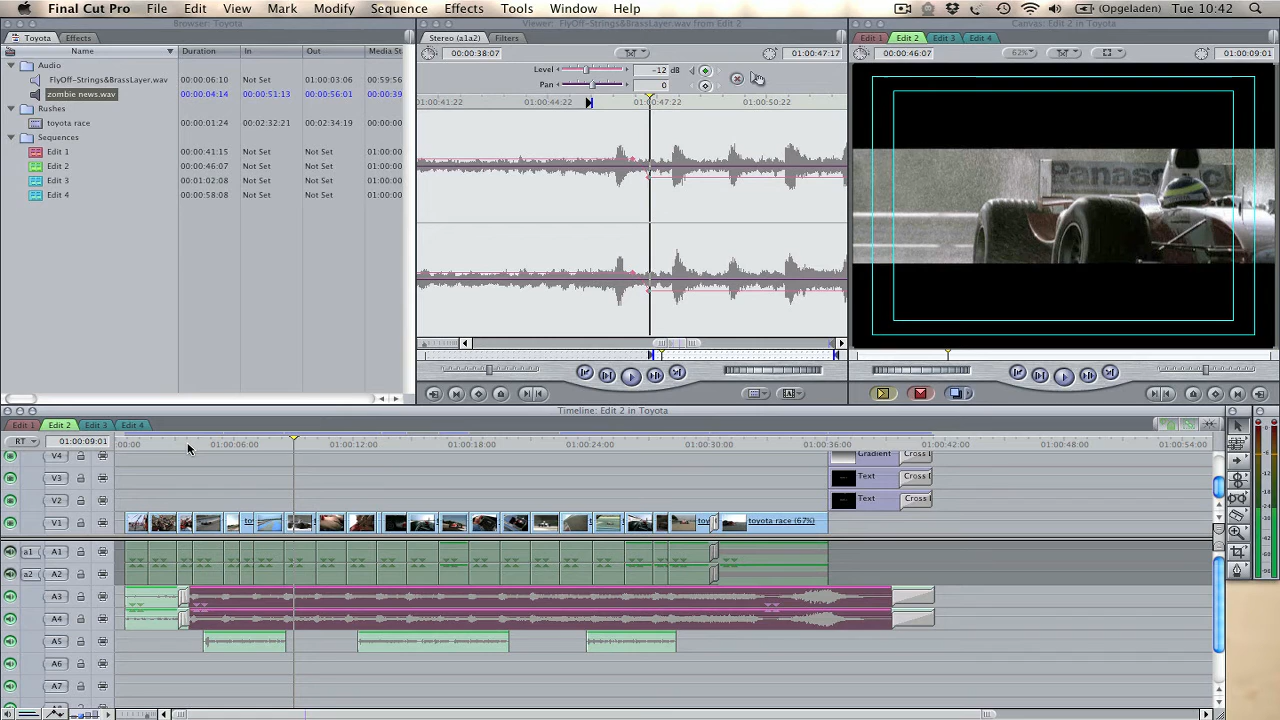 Final Cut Pro File Edit View Mark Modify Sequence Effects Tools Window Help (Opgeladen) Tue 10:42
Browser: Toyota
Toyota Effects
Name Duration In Out Media St
Audio
FlyOff-Strings&BrassLayer.wav 00:00:06:10 Not Set 01:01:03:06 00:59:56
zombie news.wav 00:00:04:14 00:00:51:13 00:00:56:01 00:00:39
Rushes
toyota race 00:00:01:24 00:02:32:21 00:02:34:19 00:00:00
Sequences
Edit 1 00:00:41:15 Not Set Not Set 01:00:00
Edit 2 00:00:46:07 Not Set Not Set 01:00:00
Edit 3 00:01:02:08 Not Set Not Set 01:00:00
Edit 4 00:00:58:08 Not Set Not Set 01:00:00
Viewer: FlyOff-Strings&BrassLayer.wav from Edit 2
Stereo (a1a2) Filters
00:00:38:07 01:00:47:17
Level -12 dB
Pan 0
01:00:41:22 01:00:44:22 01:00:47:22 01:00:50:22
Canvas: Edit 2 in Toyota
Edit 1 Edit 2 Edit 3 Edit 4
00:00:46:07 62% 01:00:09:01
Panasonic
Timeline: Edit 2 in Toyota
Edit 1 Edit 2 Edit 3 Edit 4
RT 01:00:09:01 :00:00 01:00:06:00 01:00:12:00 01:00:18:00 01:00:24:00 01:00:30:00 01:00:36:00 01:00:42:00 01:00:48:00 01:00:54:00
V4 Gradient Cross
V3 Text Cross
V2 Text Cross
V1 toyota race (67%)
a1 A1
a2 A2
A3
A4
A5
A6
A7